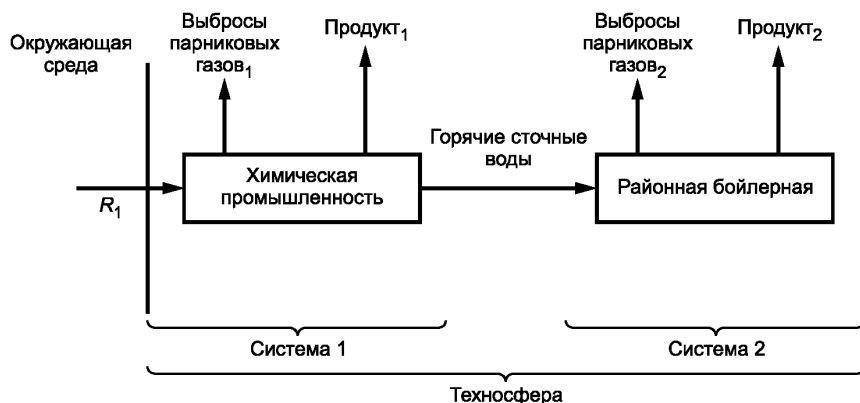 Окружающая
среда
Выбросы
парниковых
газов1
Продукт1
Выбросы
парниковых
газов2
Продукт2
Горячие сточные
воды
R1
Химическая
промышленность
Районная бойлерная
Система 1
Система 2
Техносфера